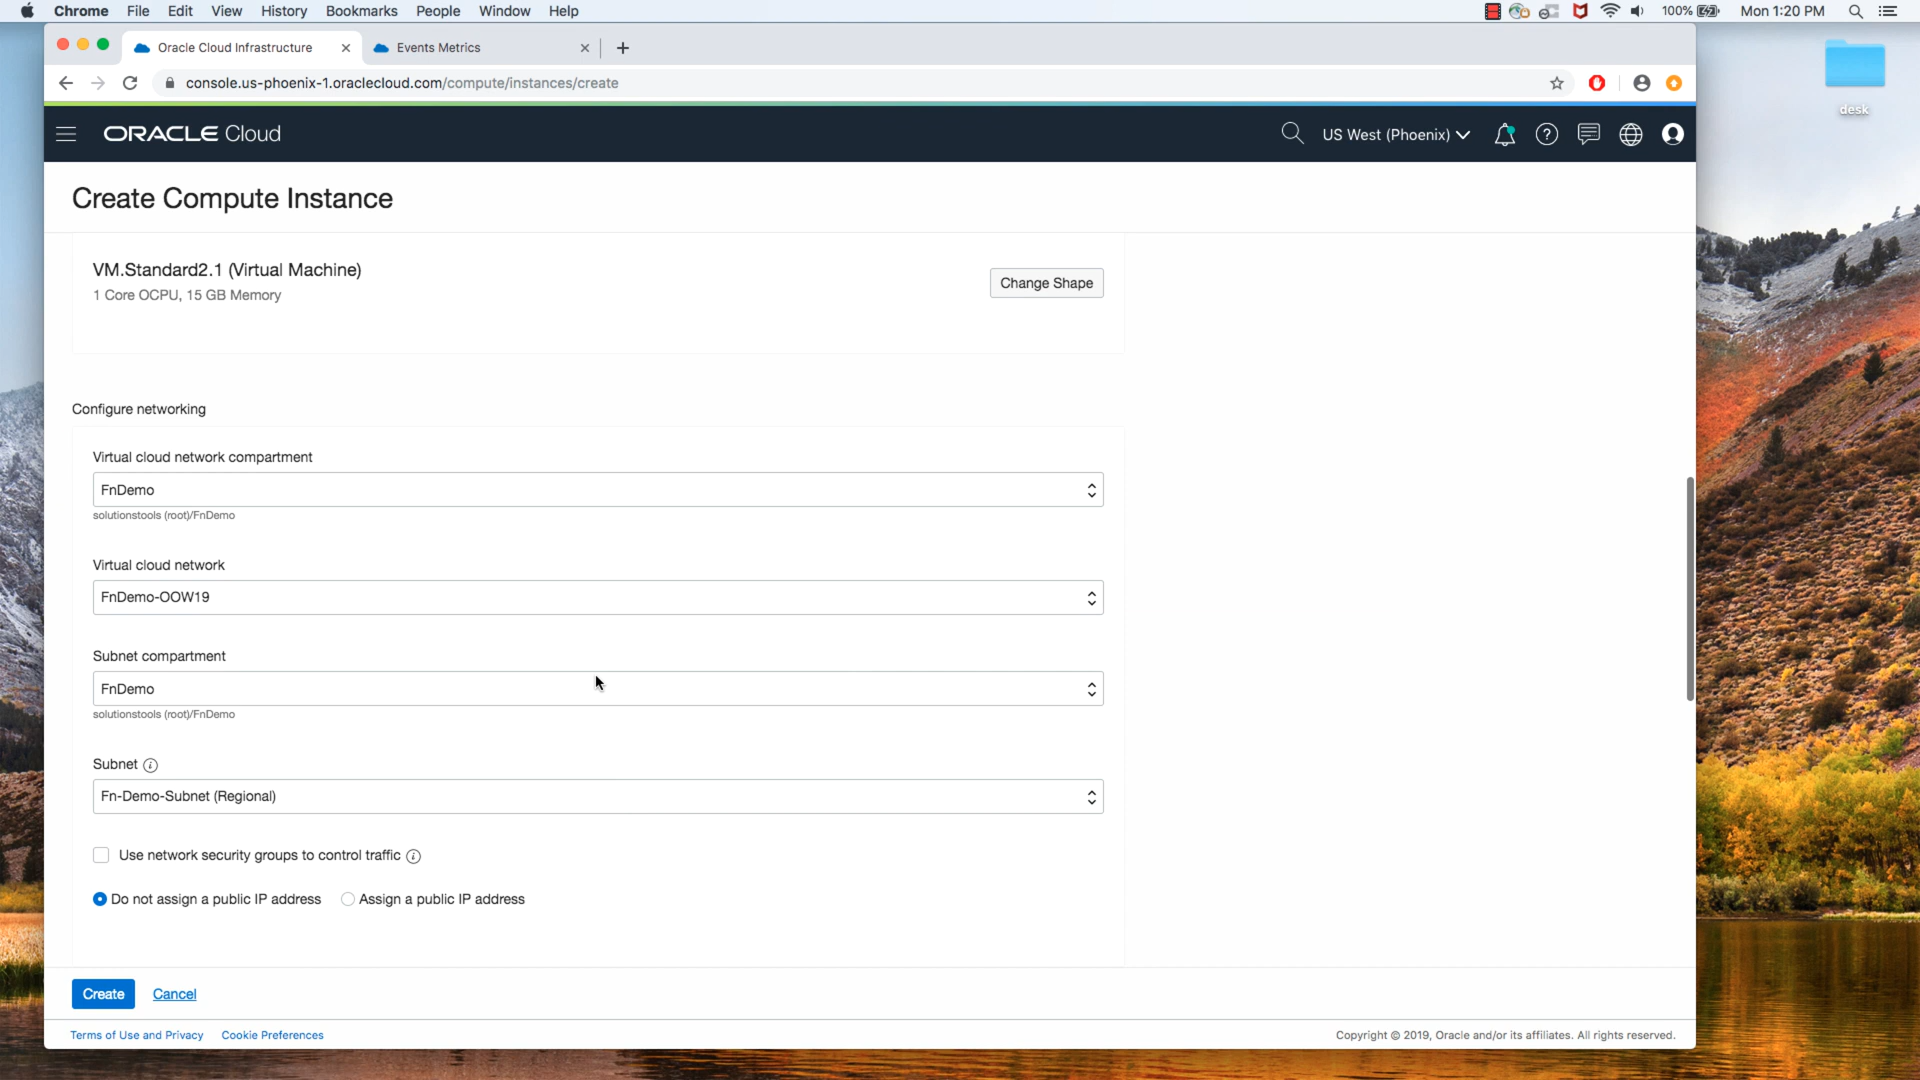 Chrome File Edit View History Bookmarks People Window Help 100% Mon 1:20 PM
Oracle Cloud Infrastructure Events Metrics
console.us-phoenix-1.oraclecloud.com/compute/instances/create
desk
ORACLE Cloud US West (Phoenix)
Create Compute Instance
VM.Standard2.1 (Virtual Machine)
1 Core OCPU, 15 GB Memory
Change Shape
Configure networking
Virtual cloud network compartment
FnDemo
solutionstools (root)/FnDemo
Virtual cloud network
FnDemo-OOW19
Subnet compartment
FnDemo
solutionstools (root)/FnDemo
Subnet
Fn-Demo-Subnet (Regional)
Use network security groups to control traffic
Do not assign a public IP address Assign a public IP address
Create Cancel
Terms of Use and Privacy Cookie Preferences Copyright © 2019, Oracle and/or its affiliates. All rights reserved.